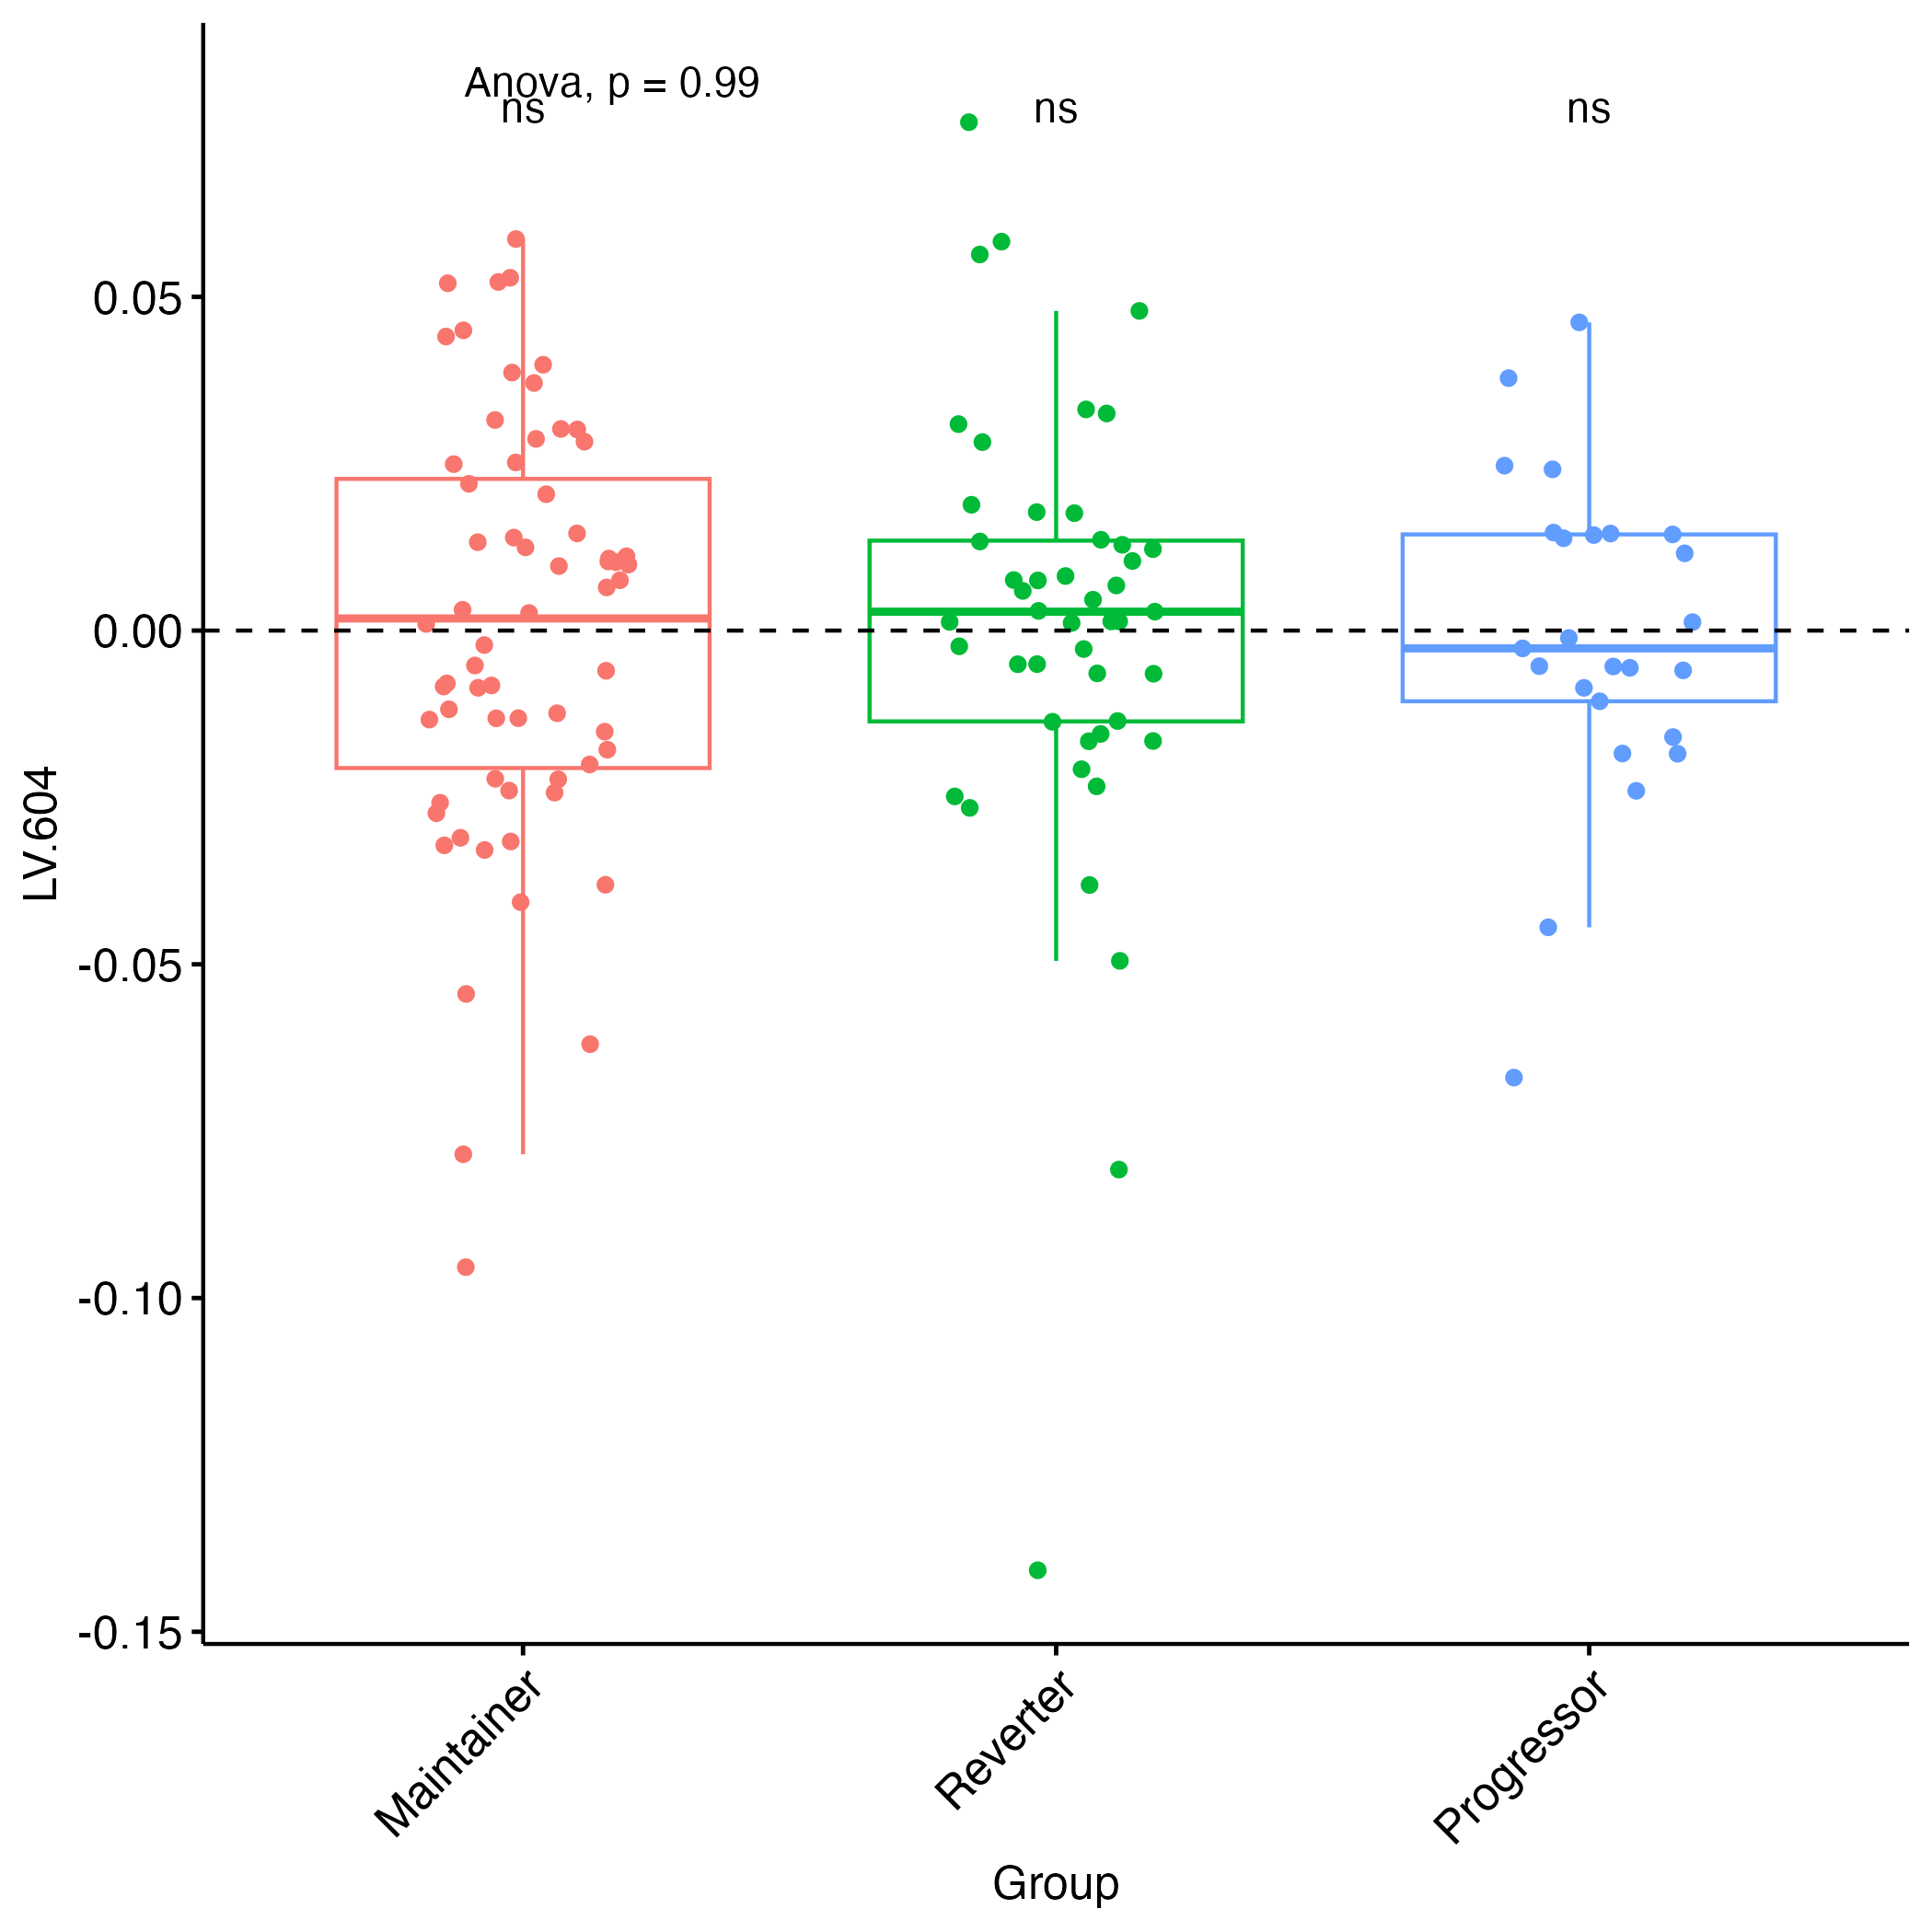 Anova, p = 0.99
ns ns ns
0.05
0.00
-0.05
-0.10
-0.15
LV.604
Maintainer Reverter Progressor
Group